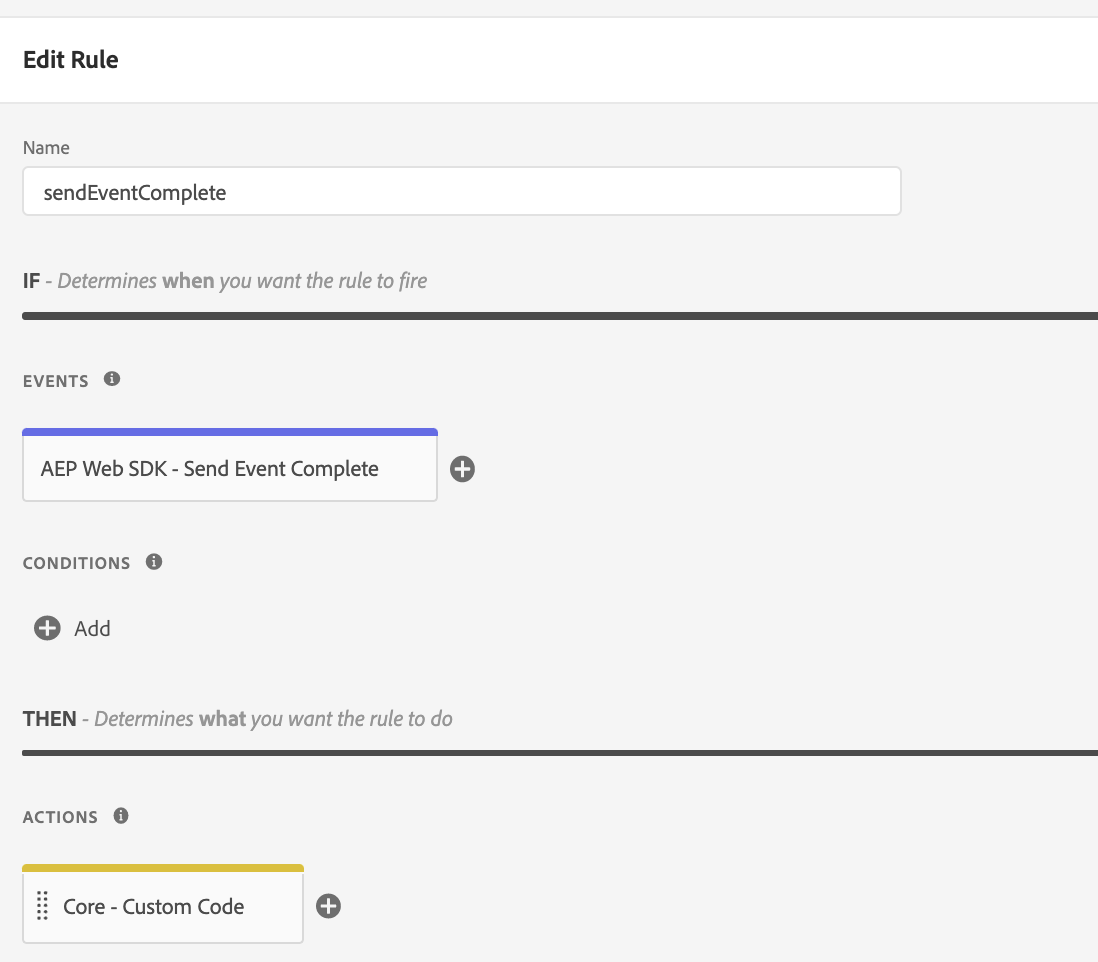 Edit Rule
Name
sendEventComplete
IF - Determines when you want the rule to fire
EVENTS
AEP Web SDK - Send Event Complete
CONDITIONS
Add
THEN - Determines what you want the rule to do
ACTIONS
Core - Custom Code